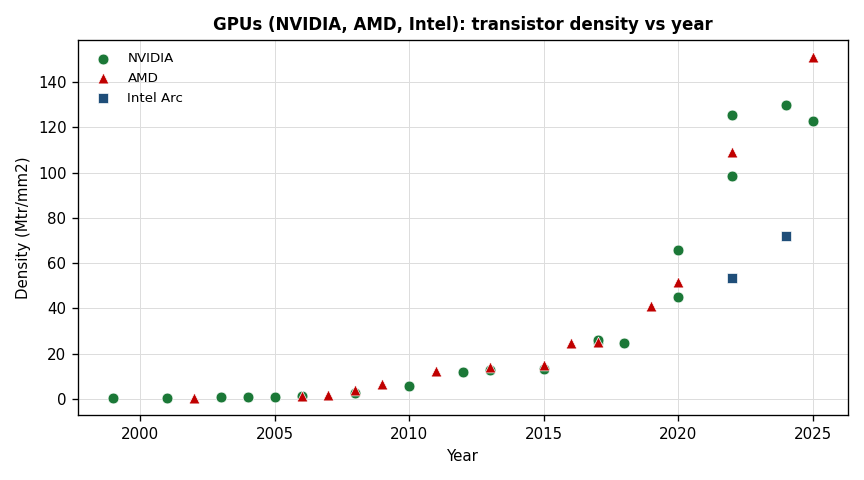 GPUs (NVIDIA, AMD, Intel): transistor density vs year
NVIDIA
AMD
Intel Arc
Density (Mtr/mm2)
140
120
100
80
60
40
20
0
2000 2005 2010 2015 2020 2025
Year